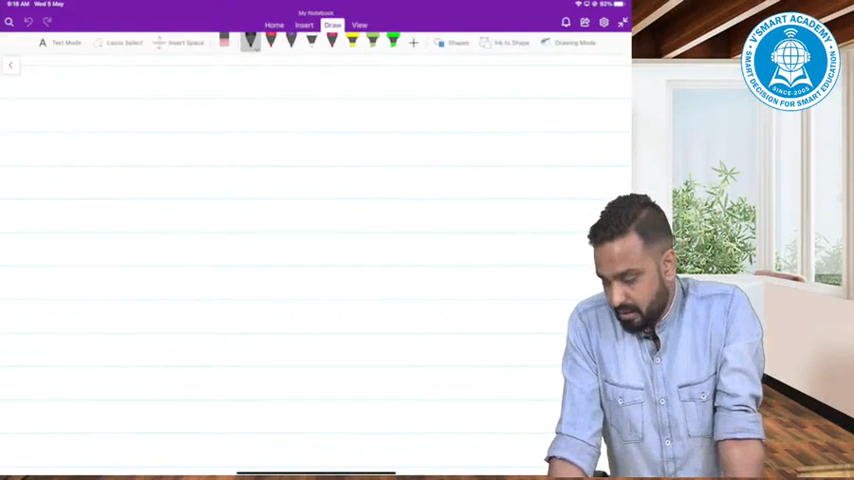 9:18 AM Wed 5 May
My Notebook
92%
Home Insert Draw View
Text Mode Lasso Select Insert Space Shapes Ink to Shape Drawing Mode
V'SMART ACADEMY
SINCE-2005
SMART DECISION FOR SMART EDUCATION